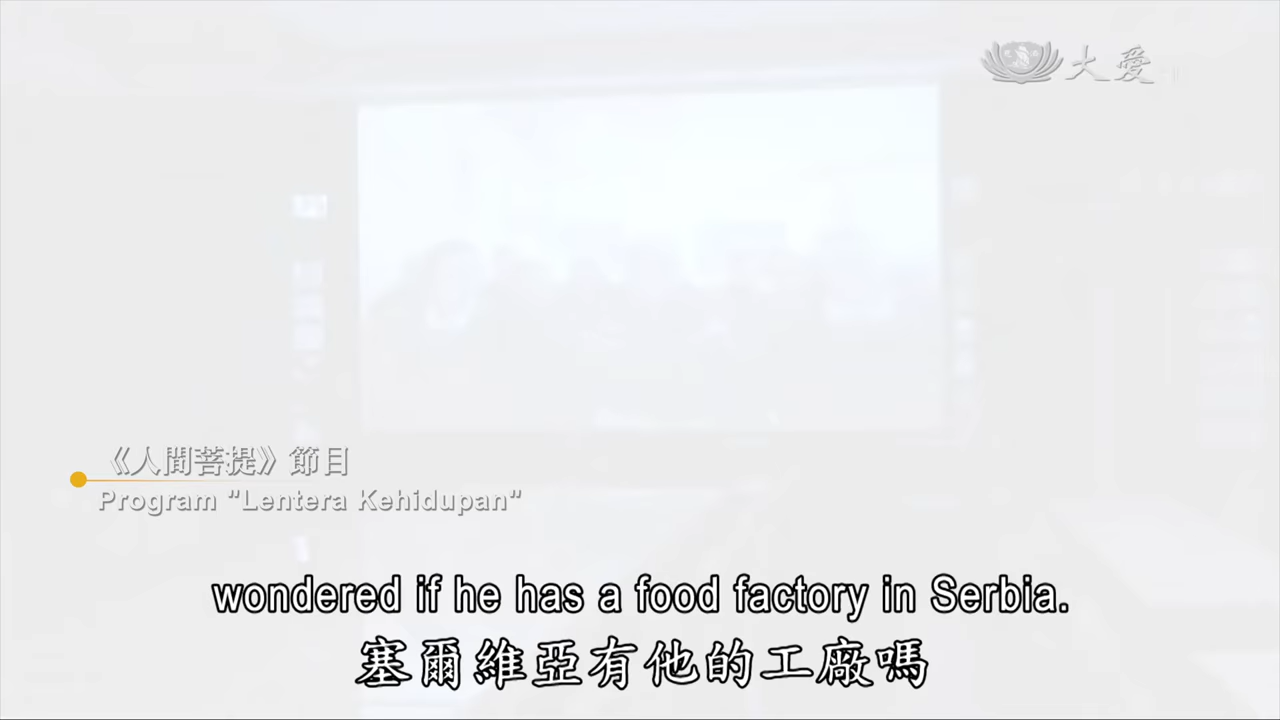 大愛
《人間菩提》節目
Program "Lentera Kehidupan"
wondered if he has a food factory in Serbia.
塞爾維亞有他的工廠嗎